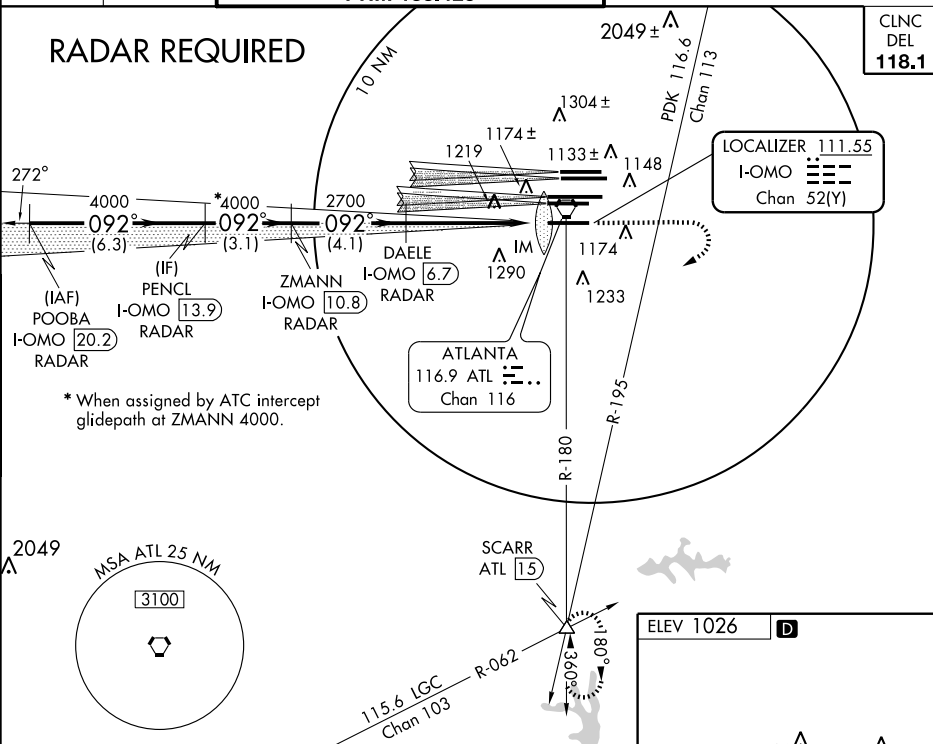 RADAR REQUIRED
CLNC
DEL
118.1
10 NM
2049 ±
PDK 116.6
Chan 113
1304 ±
1174 ±
1219
1133 ±
1148
LOCALIZER 111.55
I-OMO
Chan 52(Y)
272°
4000
092°
(6.3)
*4000
092°
(3.1)
2700
092°
(4.1)
IM
1290
1174
1233
(IAF)
POOBA
I-OMO 20.2
RADAR
(IF)
PENCL
I-OMO 13.9
RADAR
ZMANN
I-OMO 10.8
RADAR
DAELE
I-OMO 6.7
RADAR
ATLANTA
116.9 ATL
Chan 116
* When assigned by ATC intercept
glidepath at ZMANN 4000.
R-195
R-180
2049
MSA ATL 25 NM
3100
SCARR
ATL 15
180°
360°
R-062
115.6 LGC
Chan 103
ELEV 1026 D